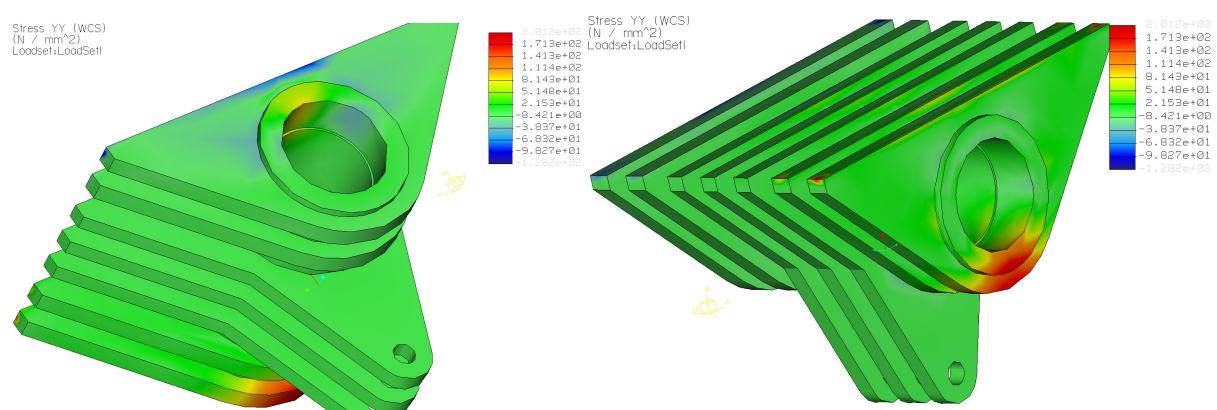 Stress YY (WCS)
(N / mm^2)
Loadset:LoadSetI
2.012e+02
1.713e+02
1.413e+02
1.114e+02
8.143e+01
5.148e+01
2.153e+01
-8.421e+00
-3.837e+01
-6.832e+01
-9.827e+01
-1.282e+02
Stress YY (WCS)
(N / mm^2)
Loadset:LoadSetI
2.012e+02
1.713e+02
1.413e+02
1.114e+02
8.143e+01
5.148e+01
2.153e+01
-8.421e+00
-3.837e+01
-6.832e+01
-9.827e+01
-1.282e+02